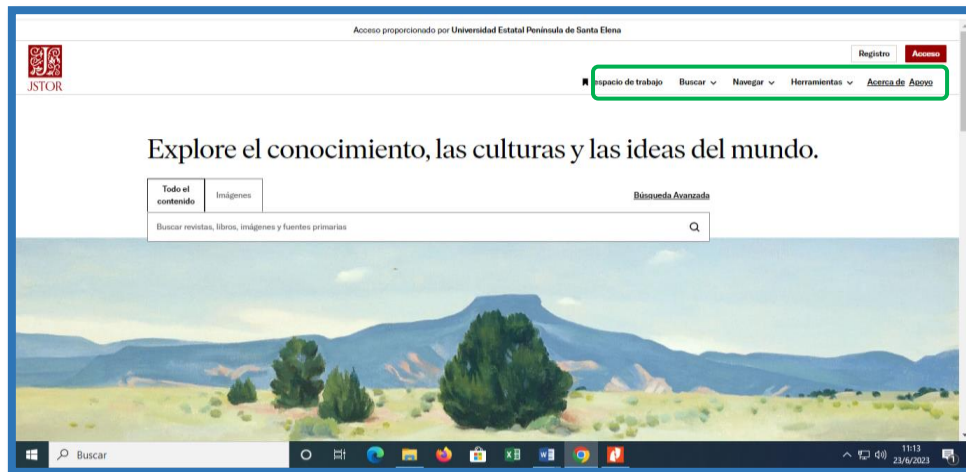 Acceso proporcionado por Universidad Estatal Península de Santa Elena
JSTOR
Registro Acceso
espacio de trabajo Buscar Navegar Herramientas Acerca de Apoyo
Explore el conocimiento, las culturas y las ideas del mundo.
Todo el
contenido
Imágenes
Búsqueda Avanzada
Buscar revistas, libros, imágenes y fuentes primarias
Buscar
11:13
23/6/2023